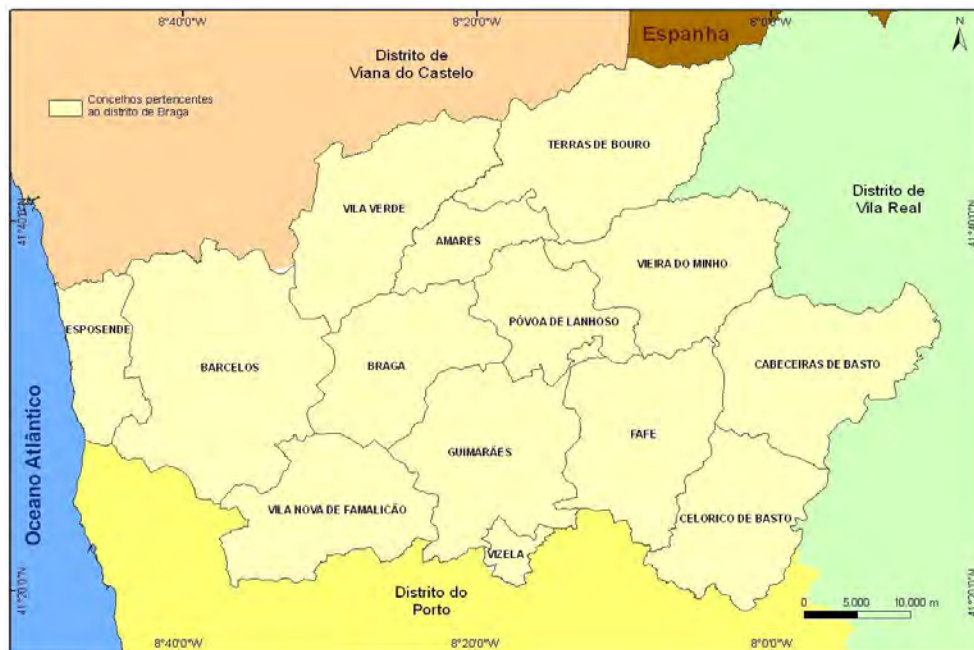 8°40'0"W
8°20'0"W
8°0'0"W
Espanha
N
Distrito de
Viana do Castelo
Concelhos pertencentes
ao distrito de Braga
TERRAS DE BOURO
Distrito de
Vila Real
VILA VERDE
41°40'0"N
41°40'0"N
AMARES
VIEIRA DO MINHO
ESPOSENDE
PÓVOA DE LANHOSO
BARCELOS
BRAGA
CABECEIRAS DE BASTO
Oceano Atlântico
FAFE
GUIMARÃES
VILA NOVA DE FAMALICÃO
CELORICO DE BASTO
VIZELA
41°20'0"N
41°20'0"N
Distrito do
Porto
0 5.000 10.000 m
8°40'0"W
8°20'0"W
8°0'0"W